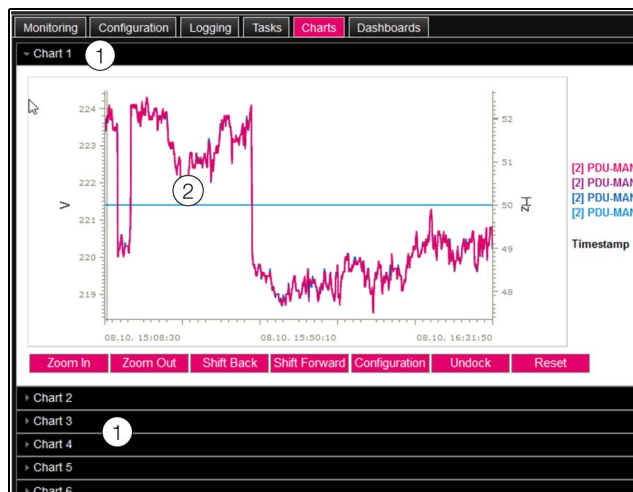 Monitoring Configuration Logging Tasks Charts Dashboards
Chart 1
1
224
223
222
221
220
219
V
2
52
51
50
49
48
Hz
[2] PDU-MAN
[2] PDU-MAN
[2] PDU-MAN
[2] PDU-MAN
Timestamp
08.10. 15:08:30 08.10. 15:50:10 08.10. 16:31:50
Zoom In Zoom Out Shift Back Shift Forward Configuration Undock Reset
Chart 2
Chart 3
1
Chart 4
Chart 5
Chart 6